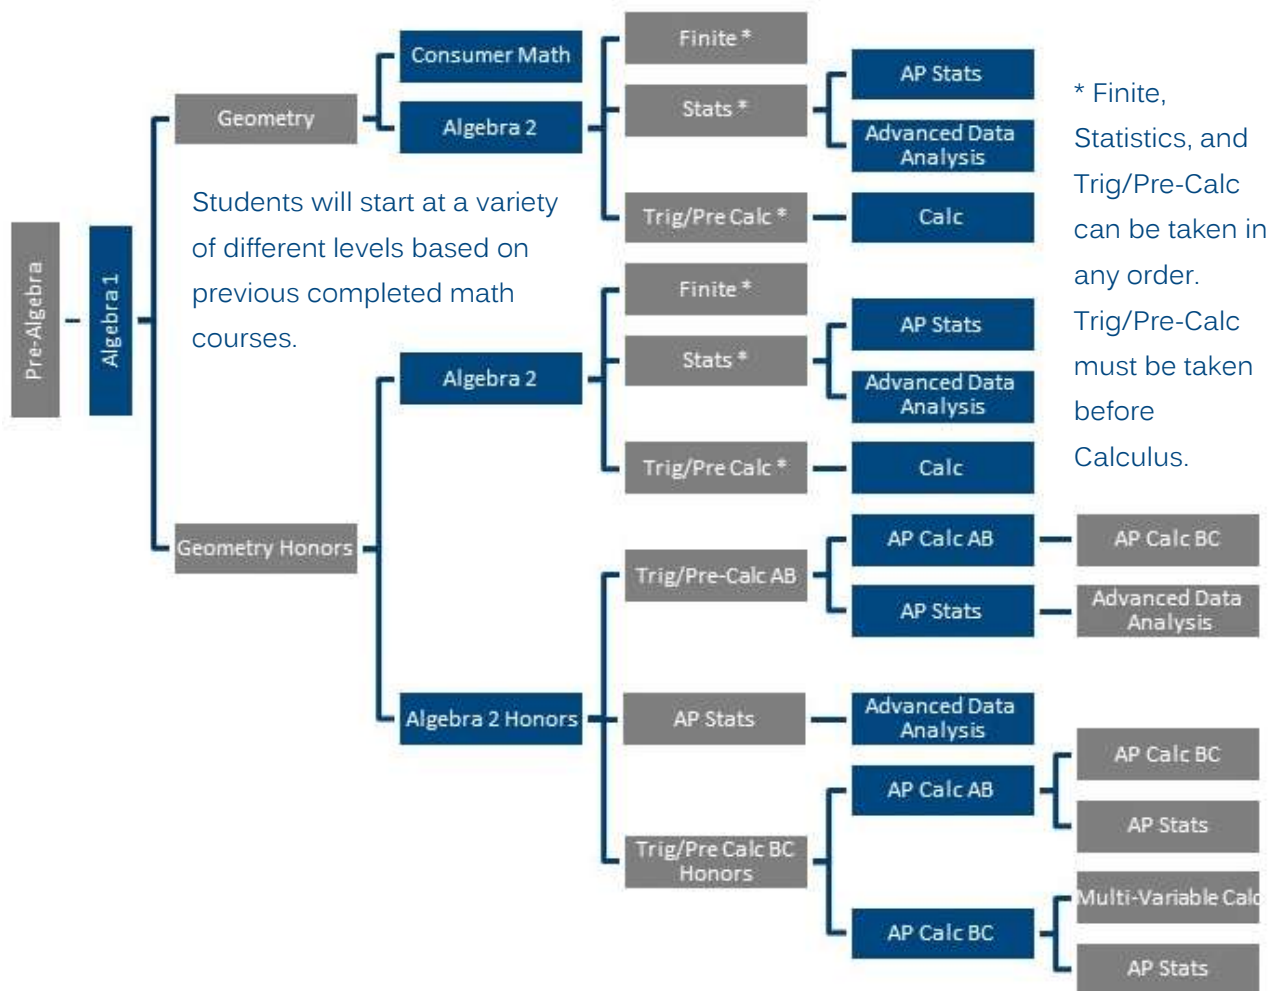 Pre-Algebra
Algebra 1
Geometry
Geometry Honors
Students will start at a variety
of different levels based on
previous completed math
courses.
Consumer Math
Algebra 2
Finite *
Stats *
Trig/Pre Calc *
AP Stats
Advanced Data
Analysis
Calc
Algebra 2
Finite *
Stats *
Trig/Pre Calc *
AP Stats
Advanced Data
Analysis
Calc
Algebra 2 Honors
Trig/Pre-Calc AB
AP Calc AB
AP Calc BC
AP Stats
Advanced Data
Analysis
AP Stats
Advanced Data
Analysis
Trig/Pre Calc BC
Honors
AP Calc AB
AP Calc BC
AP Stats
AP Calc BC
Multi-Variable Calc
AP Stats
* Finite,
Statistics, and
Trig/Pre-Calc
can be taken in
any order.
Trig/Pre-Calc
must be taken
before
Calculus.